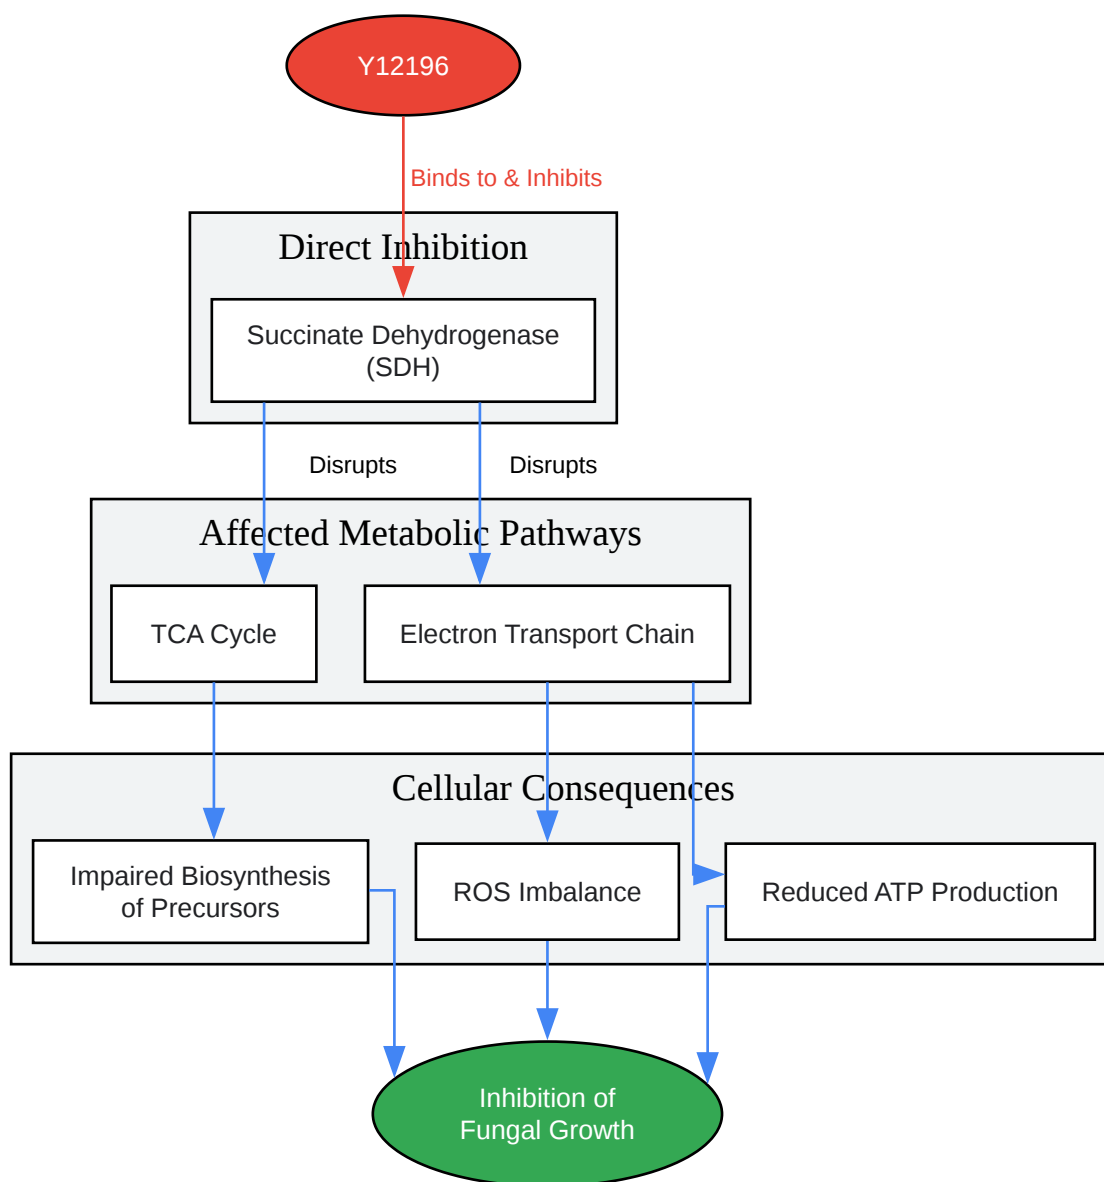 Y12196
Binds to & Inhibits
Direct Inhibition
Succinate Dehydrogenase
(SDH)
Disrupts
Disrupts
Affected Metabolic Pathways
TCA Cycle
Electron Transport Chain
Cellular Consequences
Impaired Biosynthesis
of Precursors
ROS Imbalance
Reduced ATP Production
Inhibition of
Fungal Growth